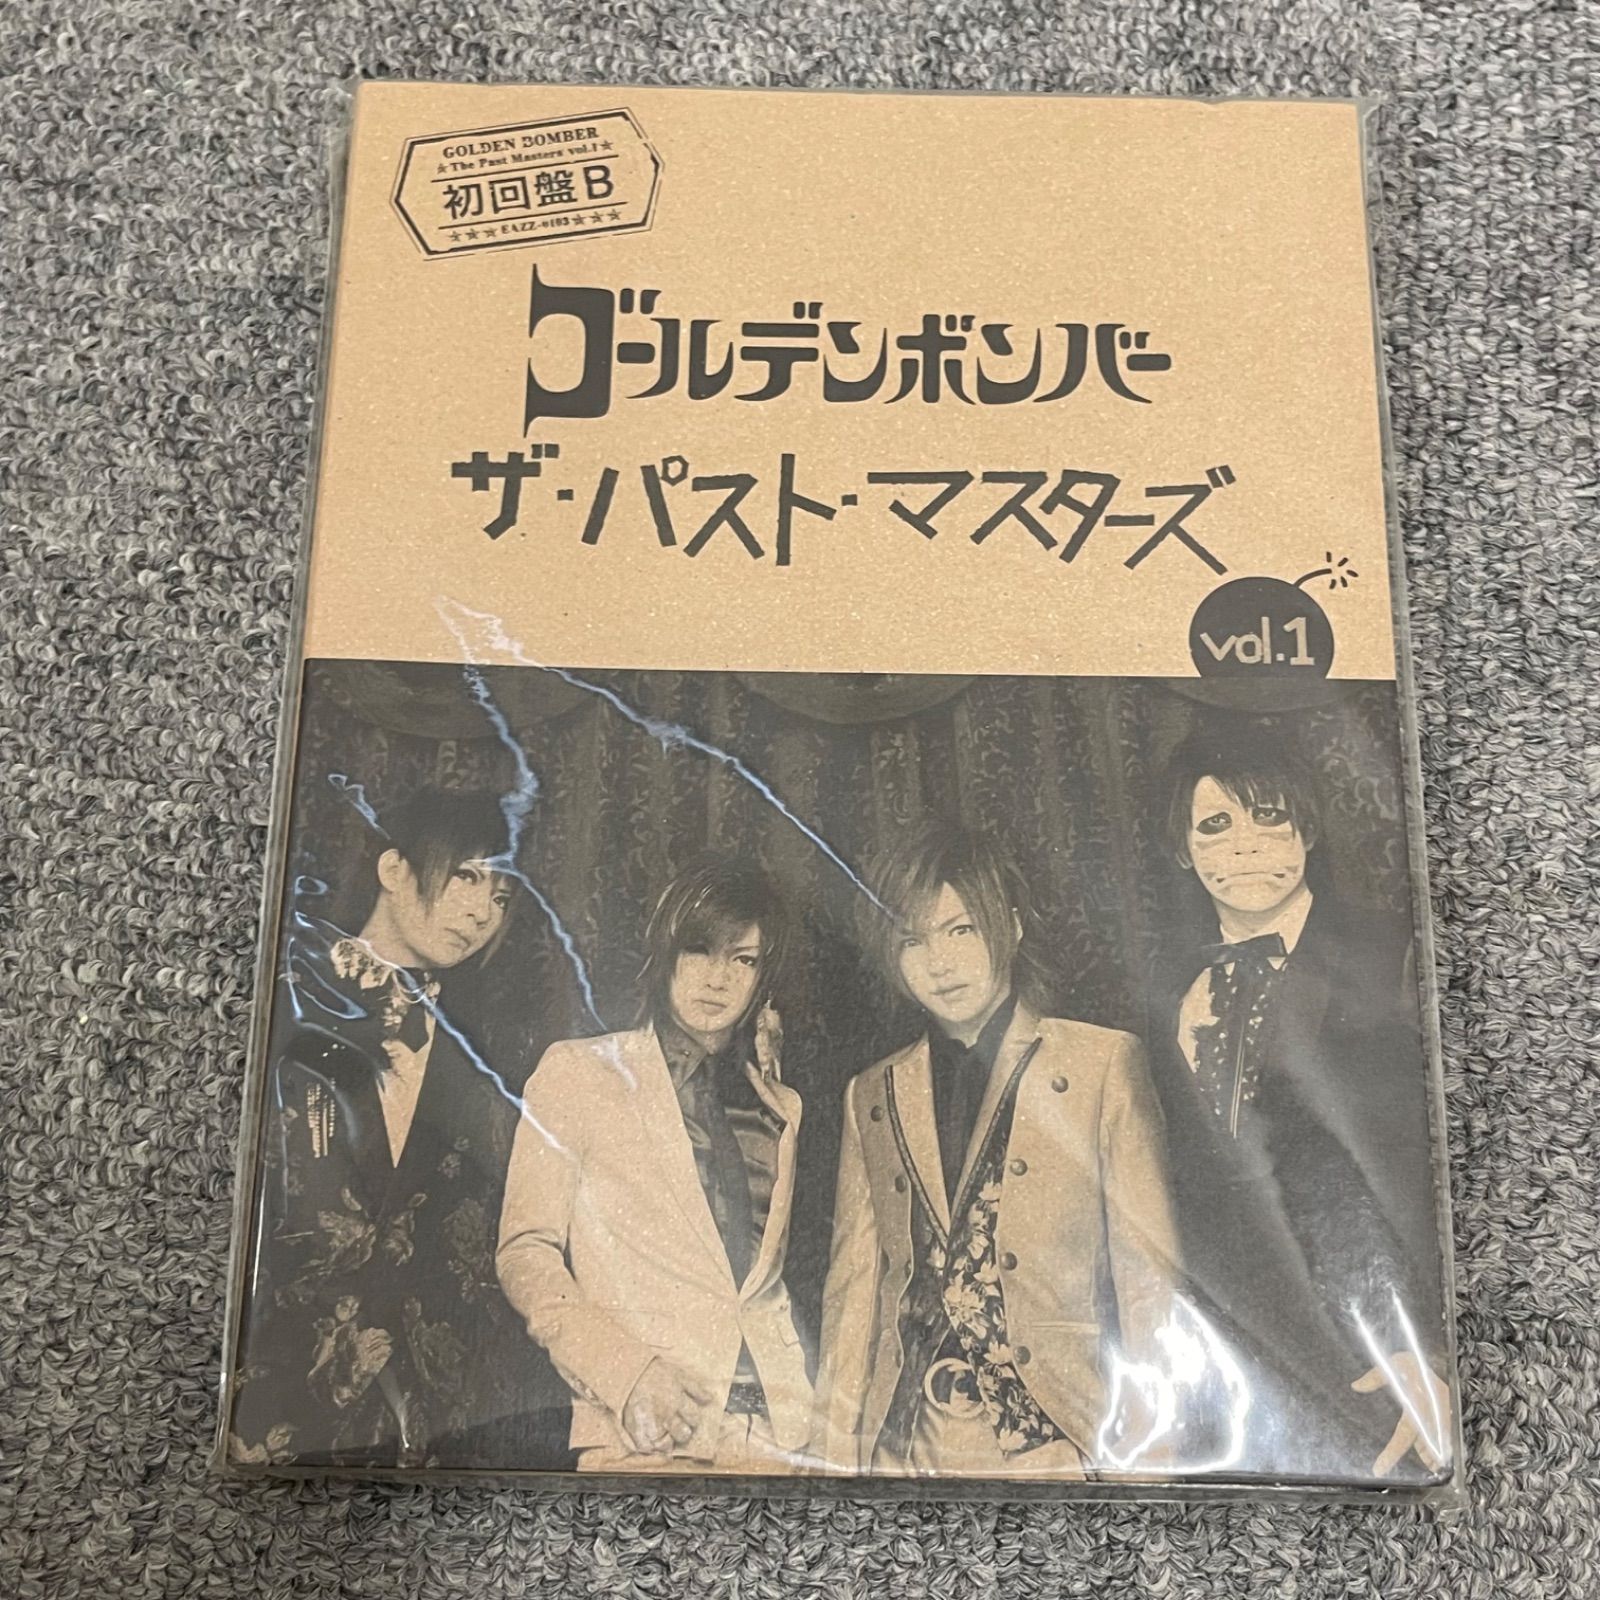 GOLDEN BOMBER
★The Past Masters vol.1★
初回盤B
★★★EAZZ-0103★★★
ゴールデンボンバー
ザ・パスト・マスターズ
vol.1